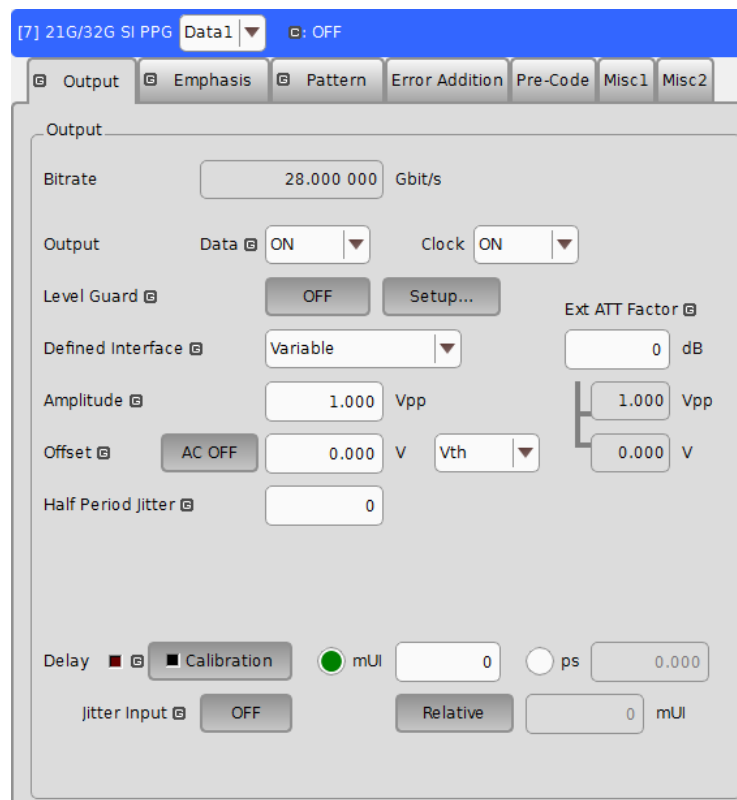 [7] 21G/32G SI PPG Data1 C: OFF
G Output G Emphasis G Pattern Error Addition Pre-Code Misc1 Misc2
Output
Bitrate 28.000 000 Gbit/s
Output Data G ON Clock ON
Level Guard G OFF Setup...
Ext ATT Factor G
Defined Interface G Variable 0 dB
Amplitude G 1.000 Vpp 1.000 Vpp
Offset G AC OFF 0.000 V Vth 0.000 V
Half Period Jitter G 0
Delay G Calibration mUI 0 ps 0.000
Jitter Input G OFF Relative 0 mUI